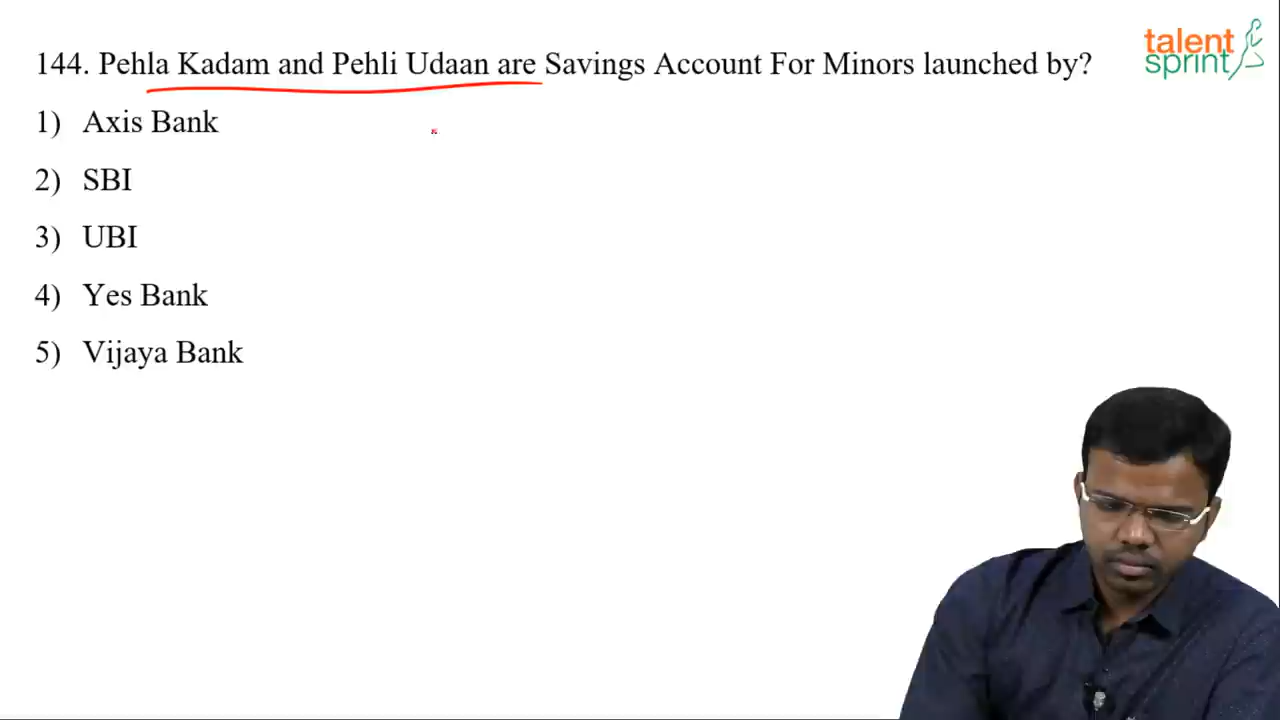 talent
sprint
144. Pehla Kadam and Pehli Udaan are Savings Account For Minors launched by?
1) Axis Bank
2) SBI
3) UBI
4) Yes Bank
5) Vijaya Bank